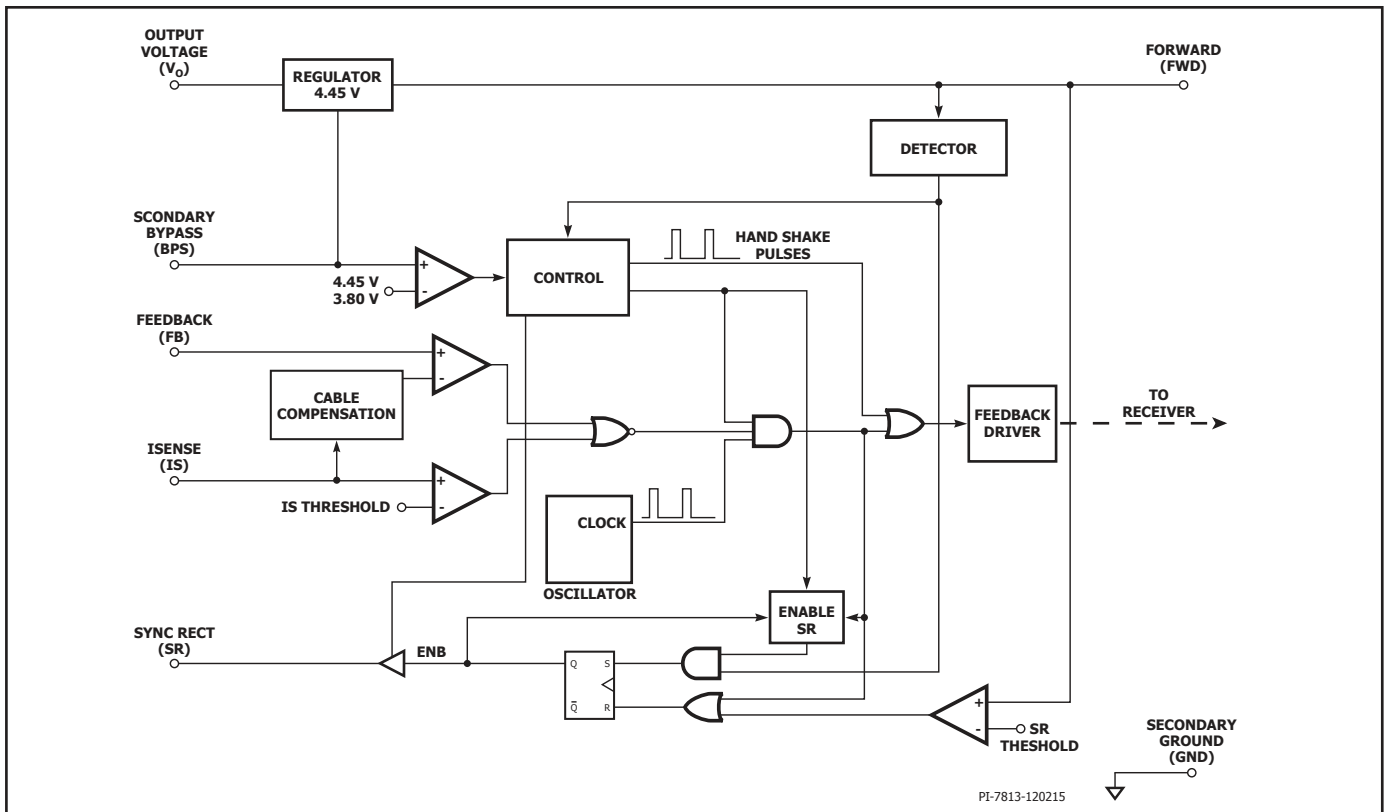 OUTPUT
VOLTAGE
(VO)
REGULATOR
4.45 V
FORWARD
(FWD)
DETECTOR
SCONDARY
BYPASS
(BPS)
+
-
4.45 V
3.80 V
CONTROL
HAND SHAKE
PULSES
FEEDBACK
(FB)
+
-
CABLE
COMPENSATION
FEEDBACK
DRIVER
TO
RECEIVER
ISENSE
(IS)
+
-
IS THRESHOLD
CLOCK
OSCILLATOR
ENABLE
SR
SYNC RECT
(SR)
ENB
Q
S
Q̅
R
+
-
SR
THESHOLD
SECONDARY
GROUND
(GND)
PI-7813-120215